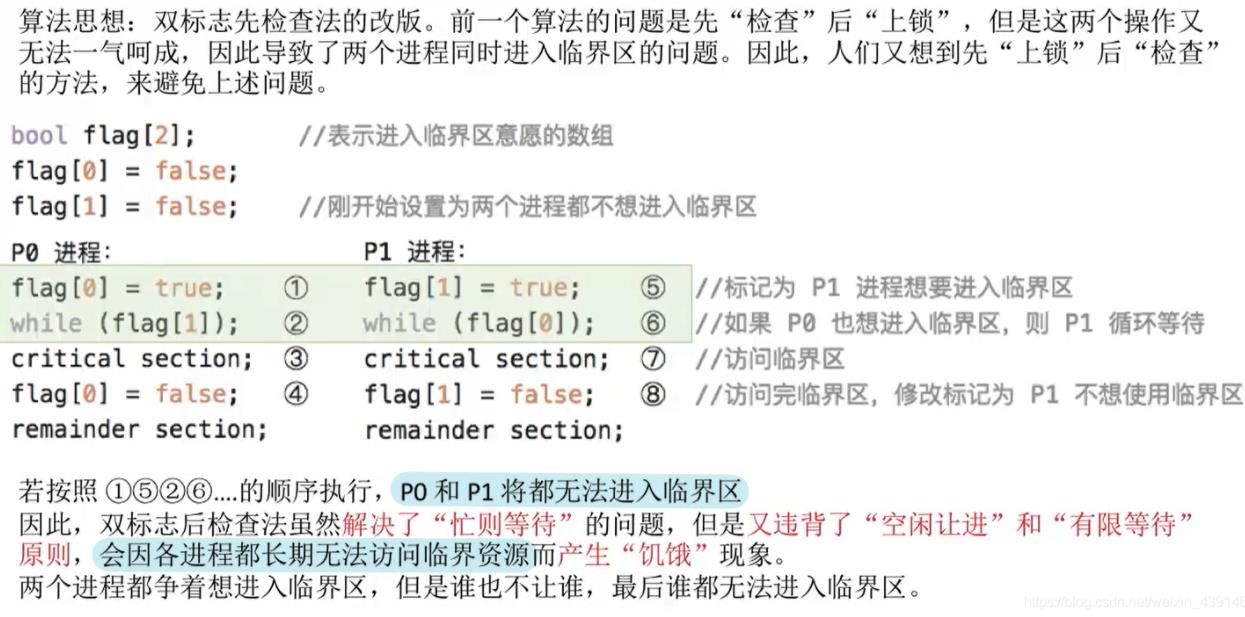 算法思想：双标志先检查法的改版。前一个算法的问题是先“检查”后“上锁”，但是这两个操作又
无法一气呵成，因此导致了两个进程同时进入临界区的问题。因此，人们又想到先“上锁”后“检查”
的方法，来避免上述问题。
bool flag[2]; //表示进入临界区意愿的数组
flag[0] = false;
flag[1] = false; //刚开始设置为两个进程都不想进入临界区
P0 进程： P1 进程：
flag[0] = true; ① flag[1] = true; ⑤ //标记为 P1 进程想要进入临界区
while (flag[1]); ② while (flag[0]); ⑥ //如果 P0 也想进入临界区，则 P1 循环等待
critical section; ③ critical section; ⑦ //访问临界区
flag[0] = false; ④ flag[1] = false; ⑧ //访问完临界区，修改标记为 P1 不想使用临界区
remainder section; remainder section;
若按照 ①⑤②⑥....的顺序执行，P0 和 P1 将都无法进入临界区
因此，双标志后检查法虽然解决了“忙则等待”的问题，但是又违背了“空闲让进”和“有限等待”
原则，会因各进程都长期无法访问临界资源而产生“饥饿”现象。
两个进程都争着想进入临界区，但是谁也不让谁，最后谁都无法进入临界区。
https://blog.csdn.net/weixin_439146